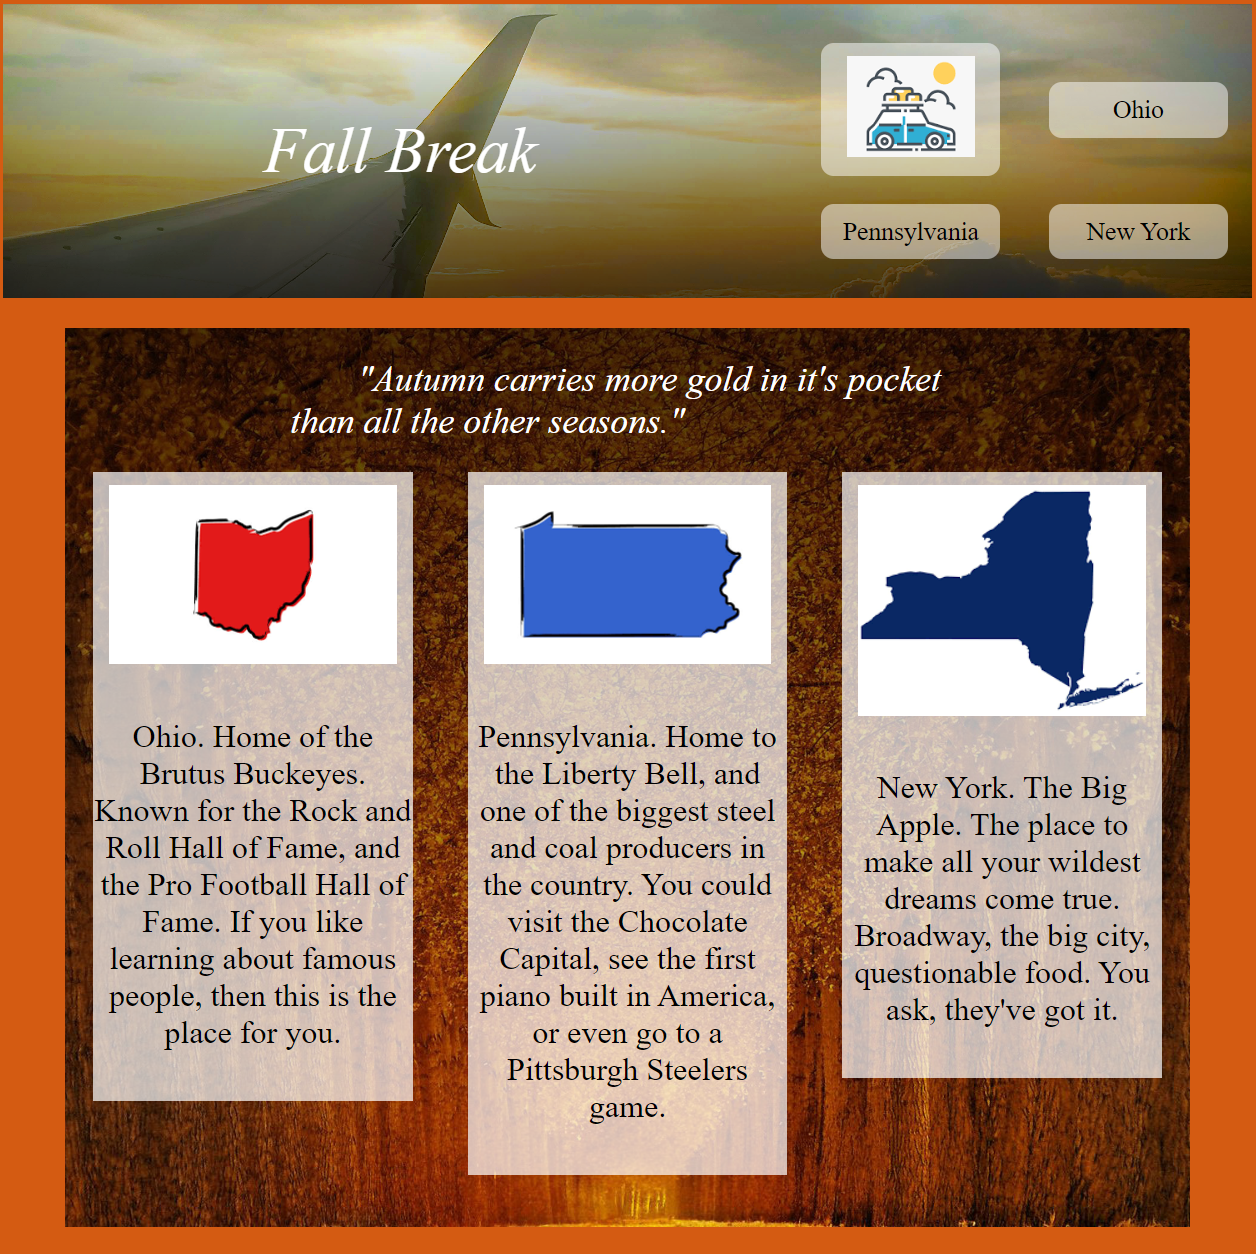 Fall Break
Ohio
Pennsylvania
New York
"Autumn carries more gold in it's pocket
than all the other seasons."
Ohio. Home of the
Brutus Buckeyes.
Known for the Rock and
Roll Hall of Fame, and
the Pro Football Hall of
Fame. If you like
learning about famous
people, then this is the
place for you.
Pennsylvania. Home to
the Liberty Bell, and
one of the biggest steel
and coal producers in
the country. You could
visit the Chocolate
Capital, see the first
piano built in America,
or even go to a
Pittsburgh Steelers
game.
New York. The Big
Apple. The place to
make all your wildest
dreams come true.
Broadway, the big city,
questionable food. You
ask, they've got it.